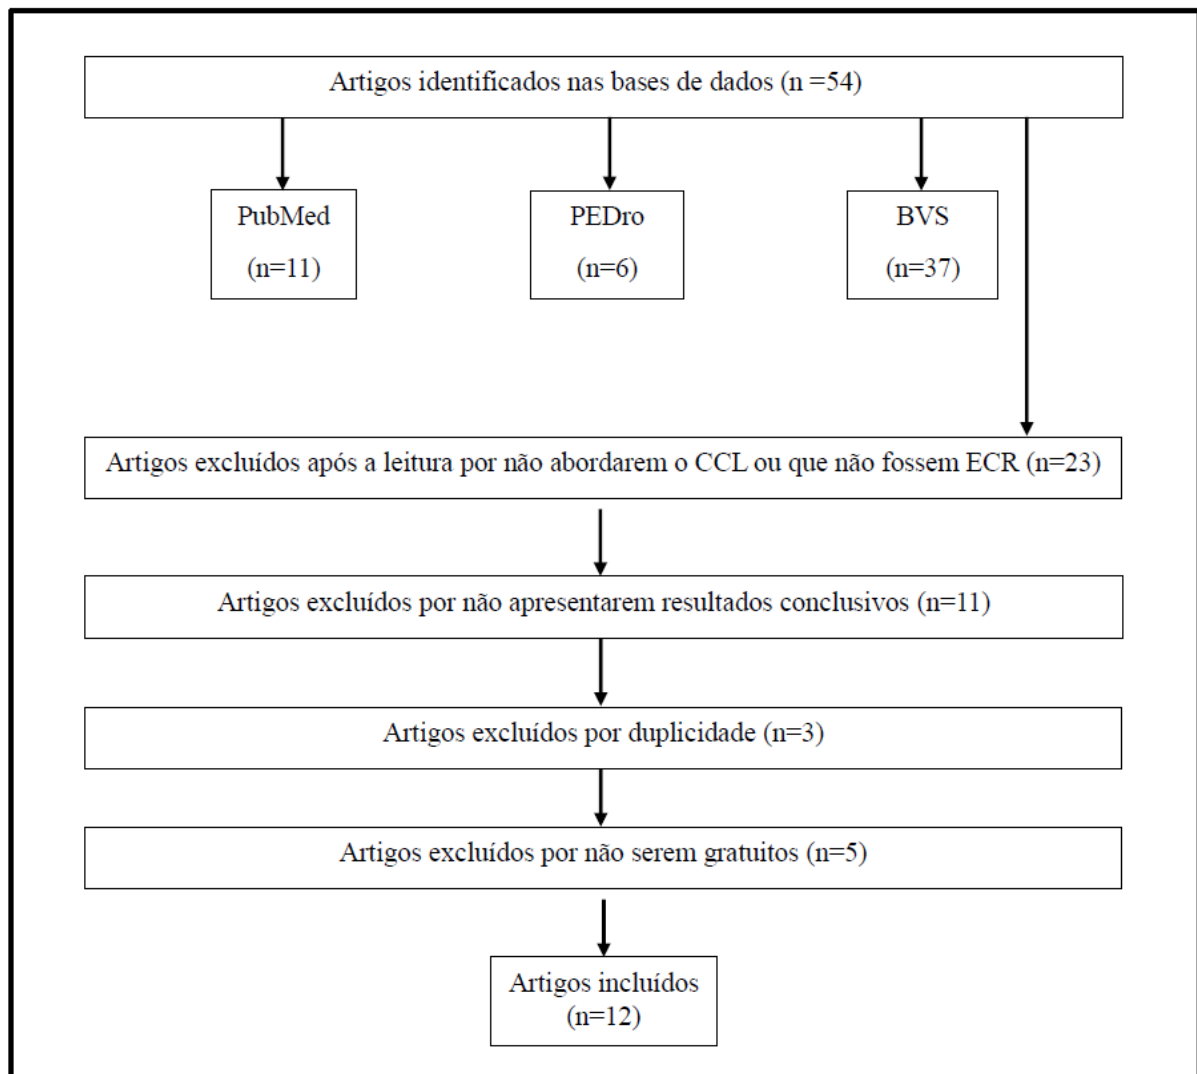 Artigos identificados nas bases de dados (n =54)
PubMed
(n=11)
PEDro
(n=6)
BVS
(n=37)
Artigos excluídos após a leitura por não abordarem o CCL ou que não fossem ECR (n=23)
Artigos excluídos por não apresentarem resultados conclusivos (n=11)
Artigos excluídos por duplicidade (n=3)
Artigos excluídos por não serem gratuitos (n=5)
Artigos incluídos
(n=12)